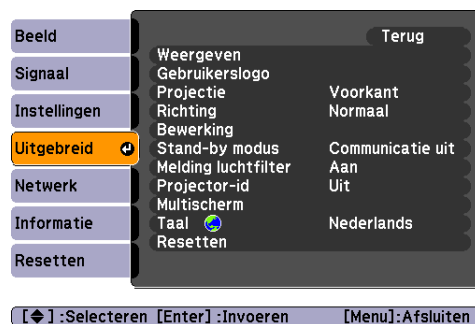 Beeld
Signaal
Instellingen
Uitgebreid
Netwerk
Informatie
Resetten
Terug
Weergeven
Gebruikerslogo
Projectie Voorkant
Richting Normaal
Bewerking
Stand-by modus Communicatie uit
Melding luchtfilter Aan
Projector-id Uit
Multischerm
Taal Nederlands
Resetten
[◆] :Selecteren [Enter] :Invoeren [Menu]:Afsluiten